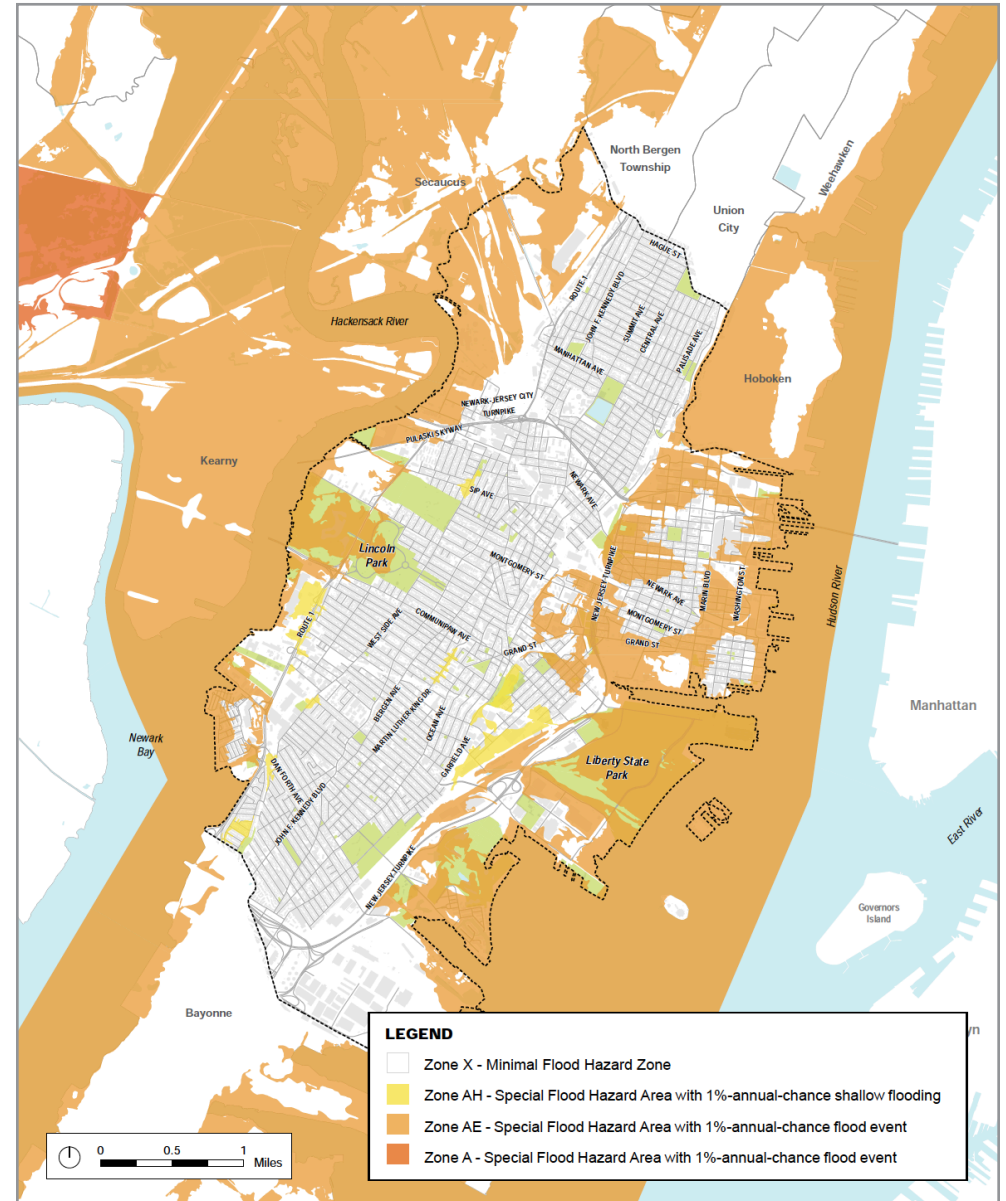 North Bergen
Township
Secaucus
Weehawken
Union
City
HAGUE ST
ROUTE 1
JOHN F. KENNEDY BLVD
SUMMIT AVE
CENTRAL AVE
PALISADE AVE
Hackensack River
MANHATTAN AVE
Hoboken
NEWARK-JERSEY CITY
TURNPIKE
PULASKI SKYWAY
Kearny
SIP AVE
NEWARK AVE
Lincoln
Park
MONTGOMERY ST
NEW JERSEY TURNPIKE
NEWARK AVE
MARIN BLVD
WASHINGTON ST
MONTGOMERY ST
GRAND ST
Hudson River
ROUTE 1
WEST SIDE AVE
COMMUNIPAW AVE
GRAND ST
BERGEN AVE
MARTIN LUTHER KING DR
OCEAN AVE
GARFIELD AVE
Manhattan
Newark
Bay
Liberty State
Park
DANFORTH AVE
JOHN F. KENNEDY BLVD
East River
NEW JERSEY TURNPIKE
Governors
Island
Bayonne
yn
LEGEND
Zone X - Minimal Flood Hazard Zone
Zone AH - Special Flood Hazard Area with 1%-annual-chance shallow flooding
Zone AE - Special Flood Hazard Area with 1%-annual-chance flood event
Zone A - Special Flood Hazard Area with 1%-annual-chance flood event
0 0.5 1
Miles